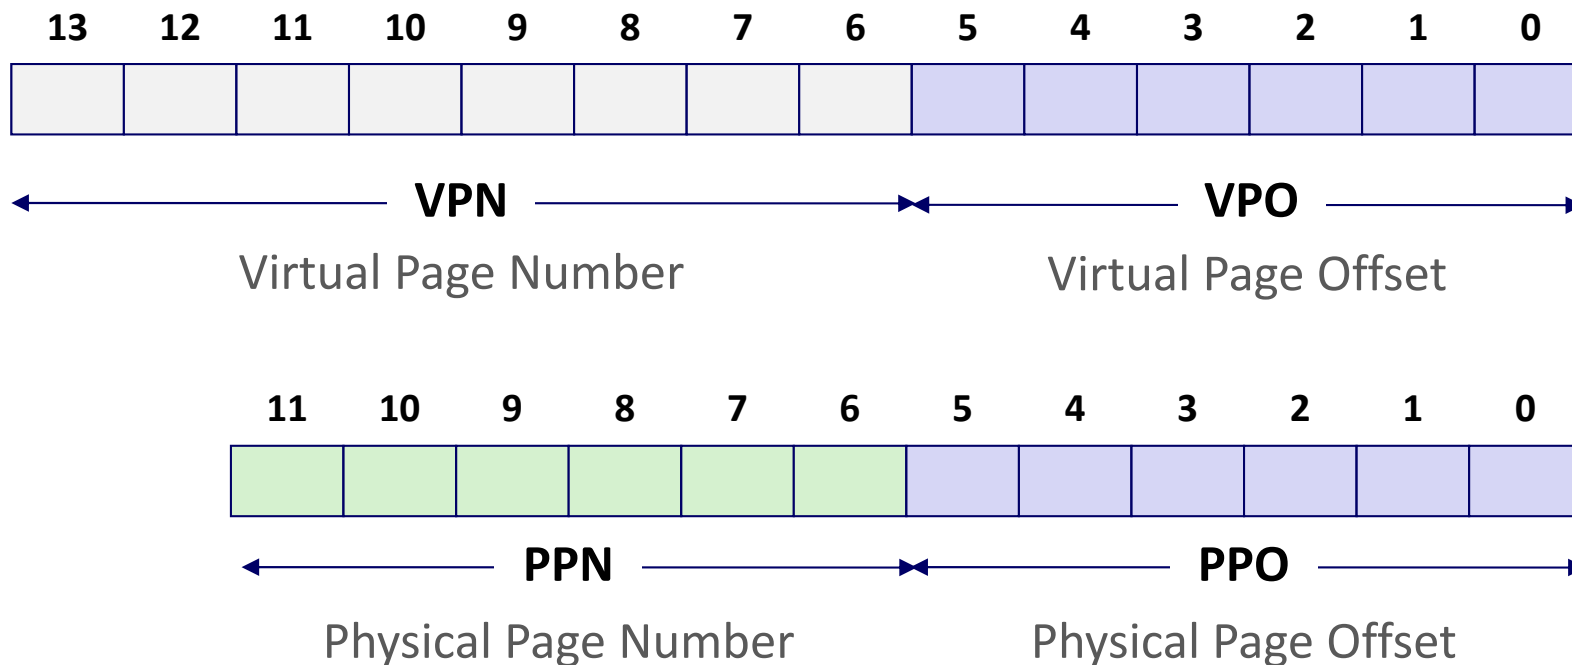 13 12 11 10 9 8 7 6 5 4 3 2 1 0
VPN VPO
Virtual Page Number Virtual Page Offset
11 10 9 8 7 6 5 4 3 2 1 0
PPN PPO
Physical Page Number Physical Page Offset